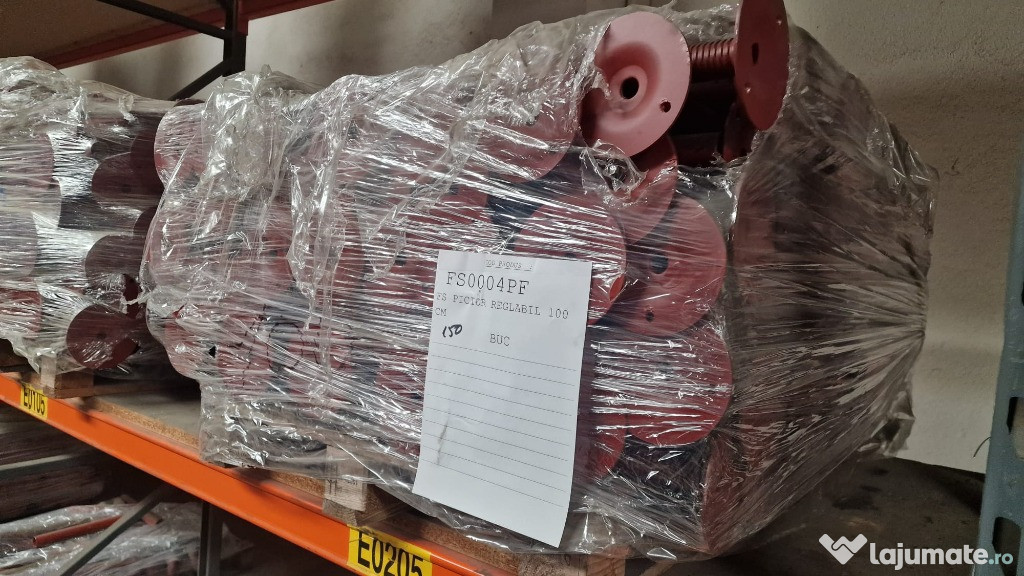 FS0004PF
FS PICIOR REGLABIL 100
CM
150 BUC
E0105
E0205
lajumate.ro